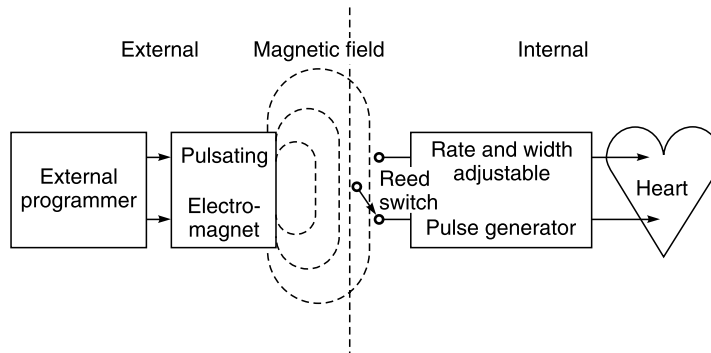 External
Magnetic field
Internal
External
programmer
Pulsating
Electro-
magnet
Reed
switch
Rate and width
adjustable
Pulse generator
Heart